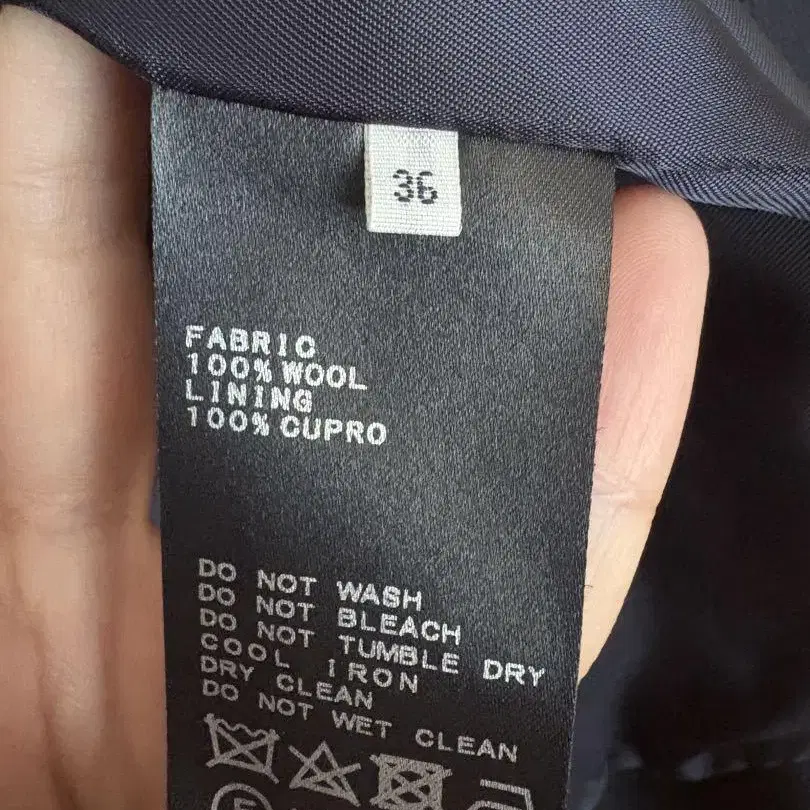 36
FABRIC
100% WOOL
LINING
100% CUPRO
DO NOT WASH
DO NOT BLEACH
DO NOT TUMBLE DRY
COOL IRON
DRY CLEAN
DO NOT WET CLEAN